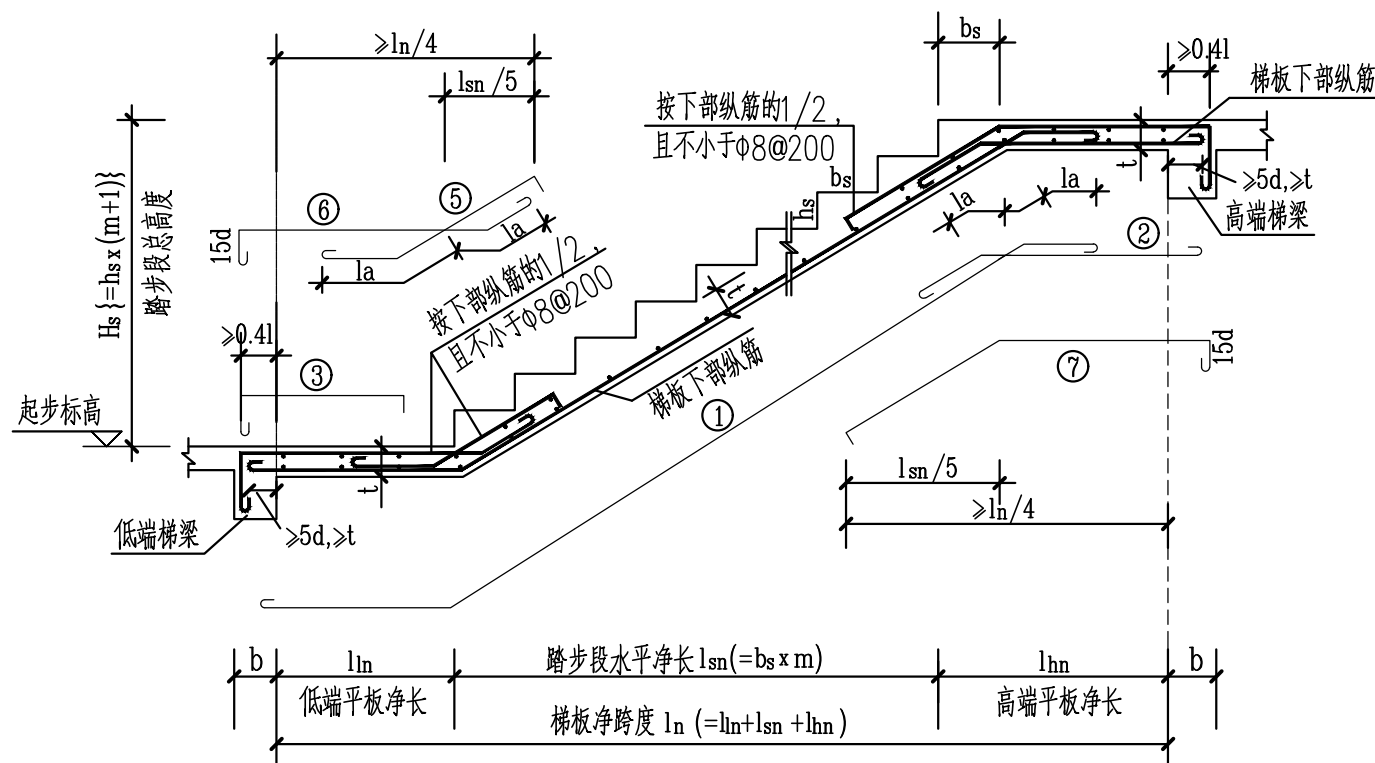 ≥ln/4
lsn/5
bs
≥0.4l
梯板下部纵筋
按下部纵筋的1/2,
且不小于Φ8@200
bs
hs
t
la
la
≥5d,≥t
高端梯梁
②
Hs}=hs×(m+1)}
踏步段总高度
15d
⑥
⑤
la
la
按下部纵筋的1/2,
且不小于Φ8@200
t
≥0.4l
③
起步标高
梯板下部纵筋
①
15d
⑦
t
低端梯梁
≥5d,≥t
lsn/5
≥ln/4
b
lln
踏步段水平净长lsn(=bs×m)
lhn
b
低端平板净长
高端平板净长
梯板净跨度 ln (=lln+lsn+lhn)